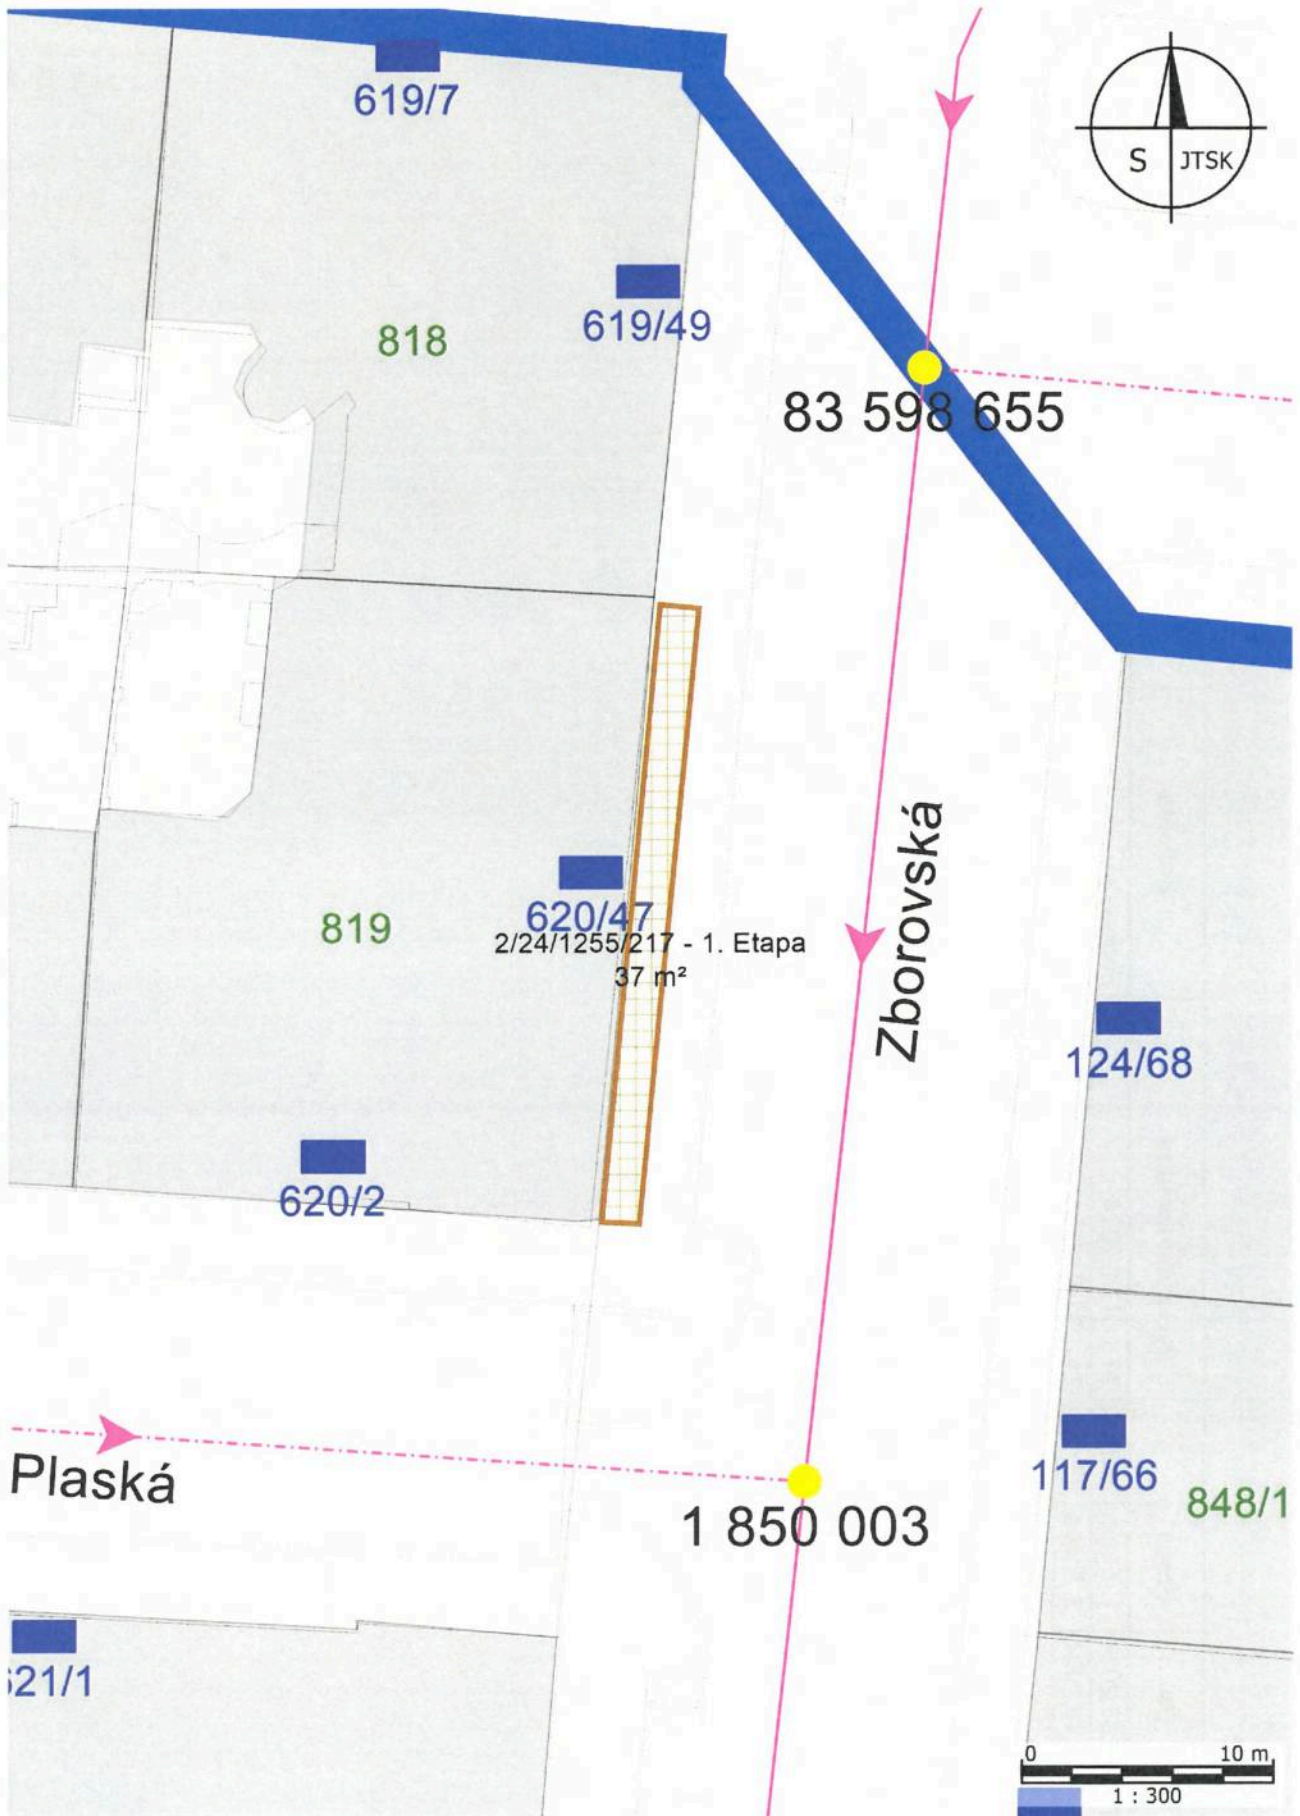 619/7
S JTSK
619/49
818
83 598 655
Zborovská
620/47
819
2/24/1255/217 - 1. Etapa
37 m²
124/68
620/2
Plaská
117/66
848/1
1 850 003
21/1
0 10 m
1 : 300